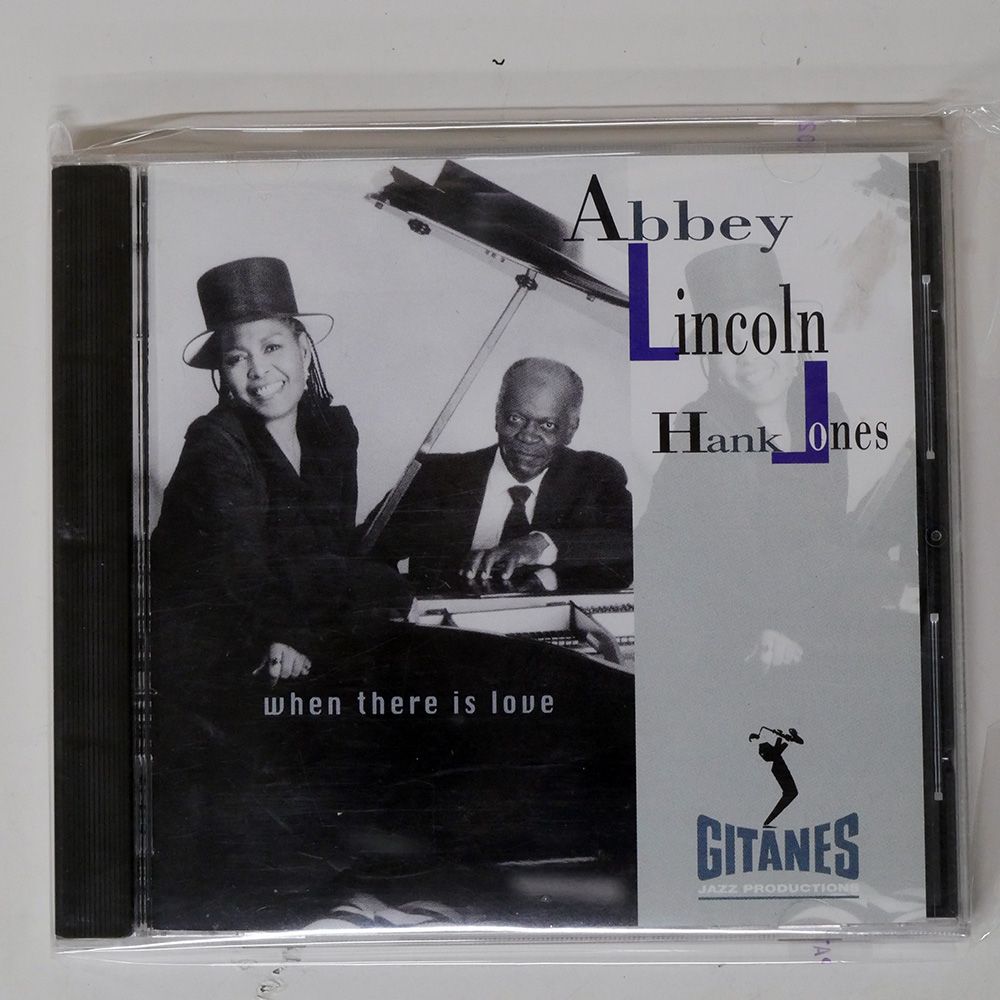 Abbey
Lincoln
Hank Jones
when there is love
GITANES
JAZZ PRODUCTIONS